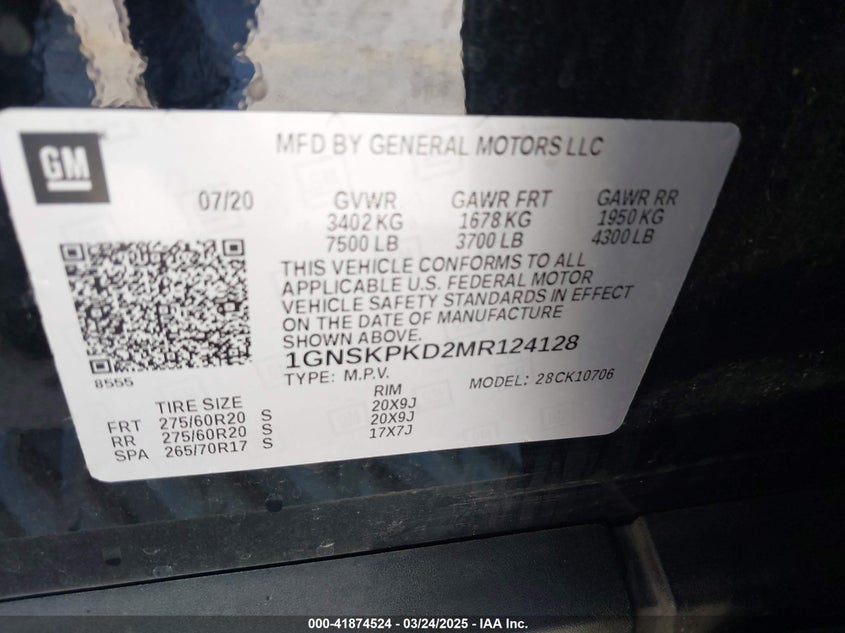 GM
MFD BY GENERAL MOTORS LLC
07/20 GVWR GAWR FRT GAWR RR
3402 KG 1678 KG 1950 KG
7500 LB 3700 LB 4300 LB
THIS VEHICLE CONFORMS TO ALL
APPLICABLE U.S. FEDERAL MOTOR
VEHICLE SAFETY STANDARDS IN EFFECT
ON THE DATE OF MANUFACTURE
SHOWN ABOVE.
1GNSKPKD2MR124128
8555
TYPE: M.P.V. MODEL: 28CK10706
TIRE SIZE RIM
FRT 275/60R20 S 20X9J
RR 275/60R20 S 20X9J
SPA 265/70R17 S 17X7J
000-41874524 - 03/24/2025 - IAA Inc.